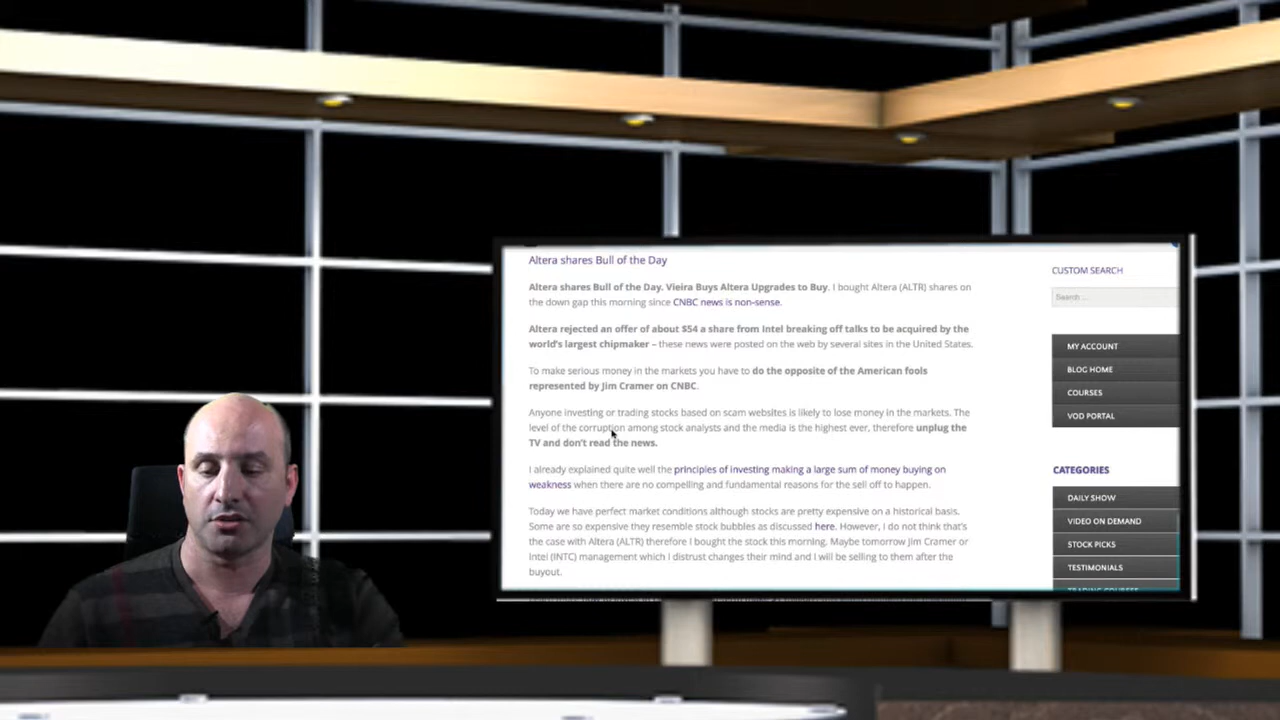 Altera shares Bull of the Day
Altera shares Bull of the Day. Vieira Buys Altera Upgrades to Buy. I bought Altera (ALTR) shares on
the down gap this morning since CNBC news is non-sense.
Altera rejected an offer of about $54 a share from Intel breaking off talks to be acquired by the
world's largest chipmaker – these news were posted on the web by several sites in the United States.
To make serious money in the markets you have to do the opposite of the American fools
represented by Jim Cramer on CNBC.
Anyone investing or trading stocks based on scam websites is likely to lose money in the markets. The
level of the corruption among stock analysts and the media is the highest ever, therefore unplug the
TV and don't read the news.
I already explained quite well the principles of investing making a large sum of money buying on
weakness when there are no compelling and fundamental reasons for the sell off to happen.
Today we have perfect market conditions although stocks are pretty expensive on a historical basis.
Some are so expensive they resemble stock bubbles as discussed here. However, I do not think that's
the case with Altera (ALTR) therefore I bought the stock this morning. Maybe tomorrow Jim Cramer or
Intel (INTC) management which I distrust changes their mind and I will be selling to them after the
buyout.
CUSTOM SEARCH
Search ...
MY ACCOUNT
BLOG HOME
COURSES
VOD PORTAL
CATEGORIES
DAILY SHOW
VIDEO ON DEMAND
STOCK PICKS
TESTIMONIALS
TRADING COURSES